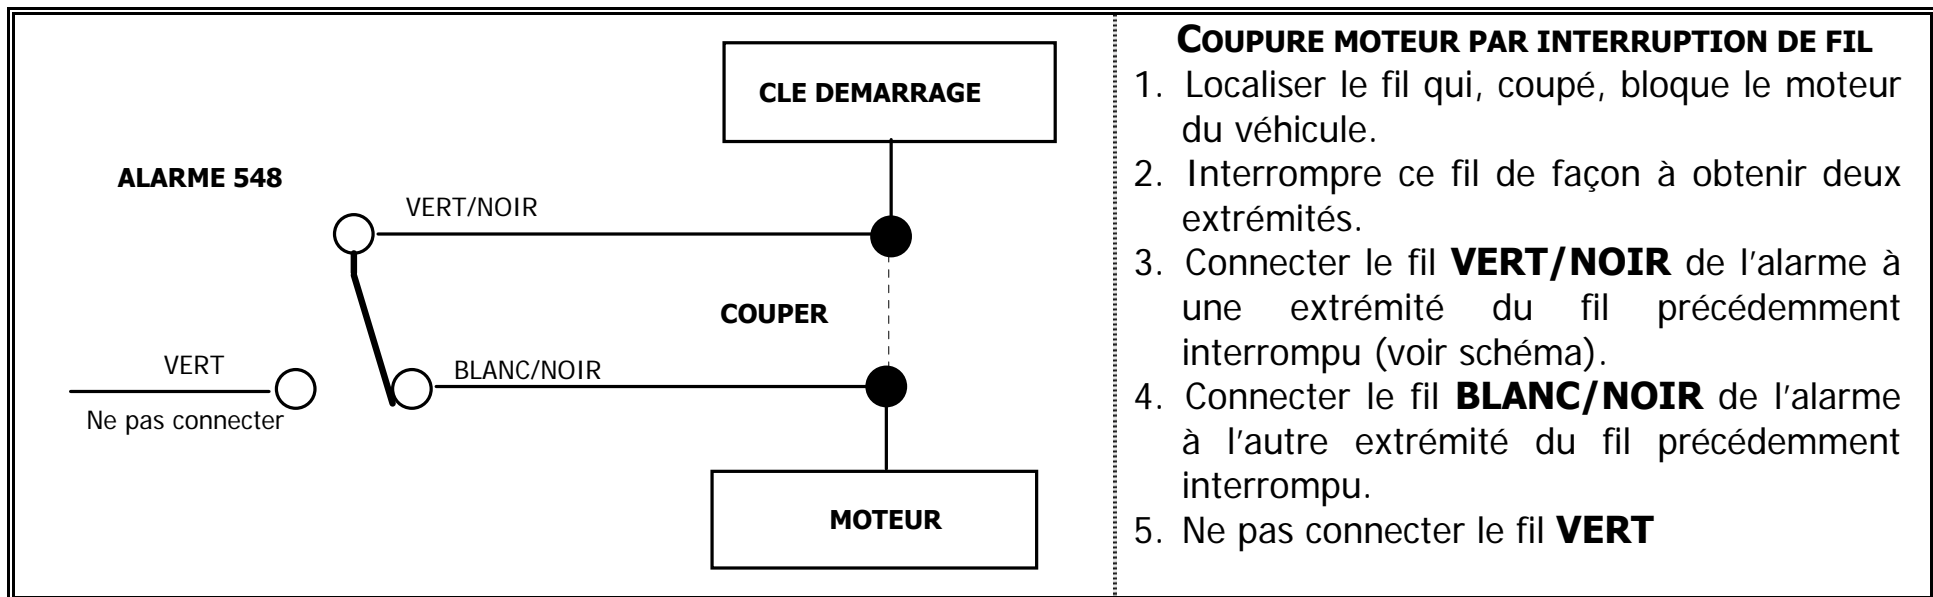 CLE DEMARRAGE
ALARME 548
VERT/NOIR
COUPER
VERT
BLANC/NOIR
Ne pas connecter
MOTEUR
COUPURE MOTEUR PAR INTERRUPTION DE FIL
1. Localiser le fil qui, coupé, bloque le moteur
du véhicule.
2. Interrompre ce fil de façon à obtenir deux
extrémités.
3. Connecter le fil VERT/NOIR de l'alarme à
une extrémité du fil précédemment
interrompu (voir schéma).
4. Connecter le fil BLANC/NOIR de l'alarme
à l'autre extrémité du fil précédemment
interrompu.
5. Ne pas connecter le fil VERT